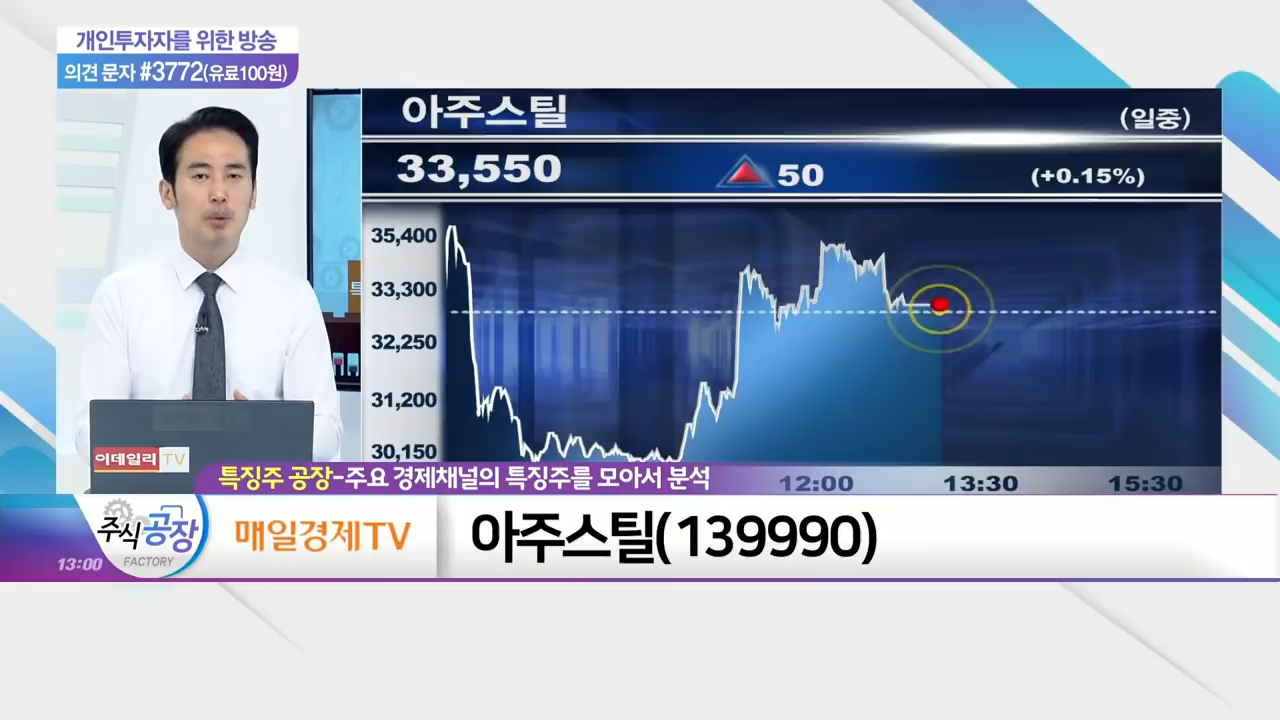 개인투자자를 위한 방송
의견 문자 #3772(유료100원)
아주스틸
(일중)
33,550
50
(+0.15%)
35,400
33,300
32,250
31,200
30,150
12:00
13:30
15:30
특
이데일리 TV
특징주 공장-주요 경제채널의 특징주를 모아서 분석
주식공장
FACTORY
13:00
매일경제TV
아주스틸(139990)